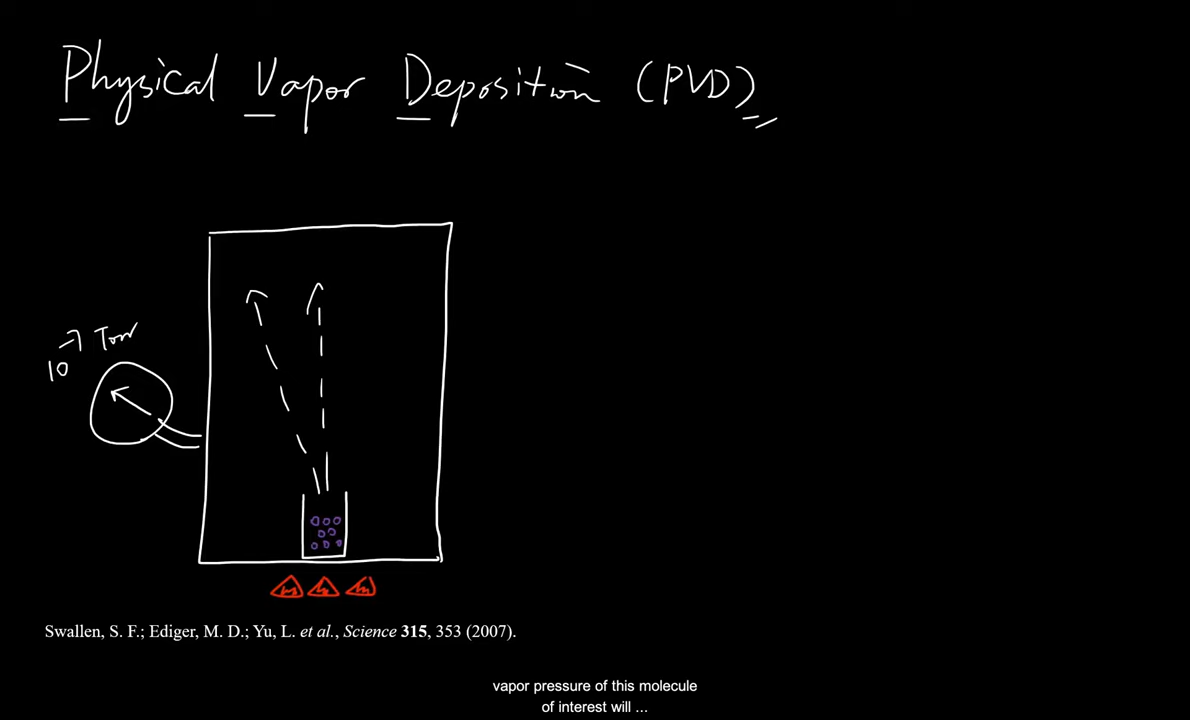 Physical Vapor Deposition (PVD)
10⁻⁷ Torr
Swallen, S. F.; Ediger, M. D.; Yu, L. et al., Science 315, 353 (2007).
vapor pressure of this molecule
of interest will ...